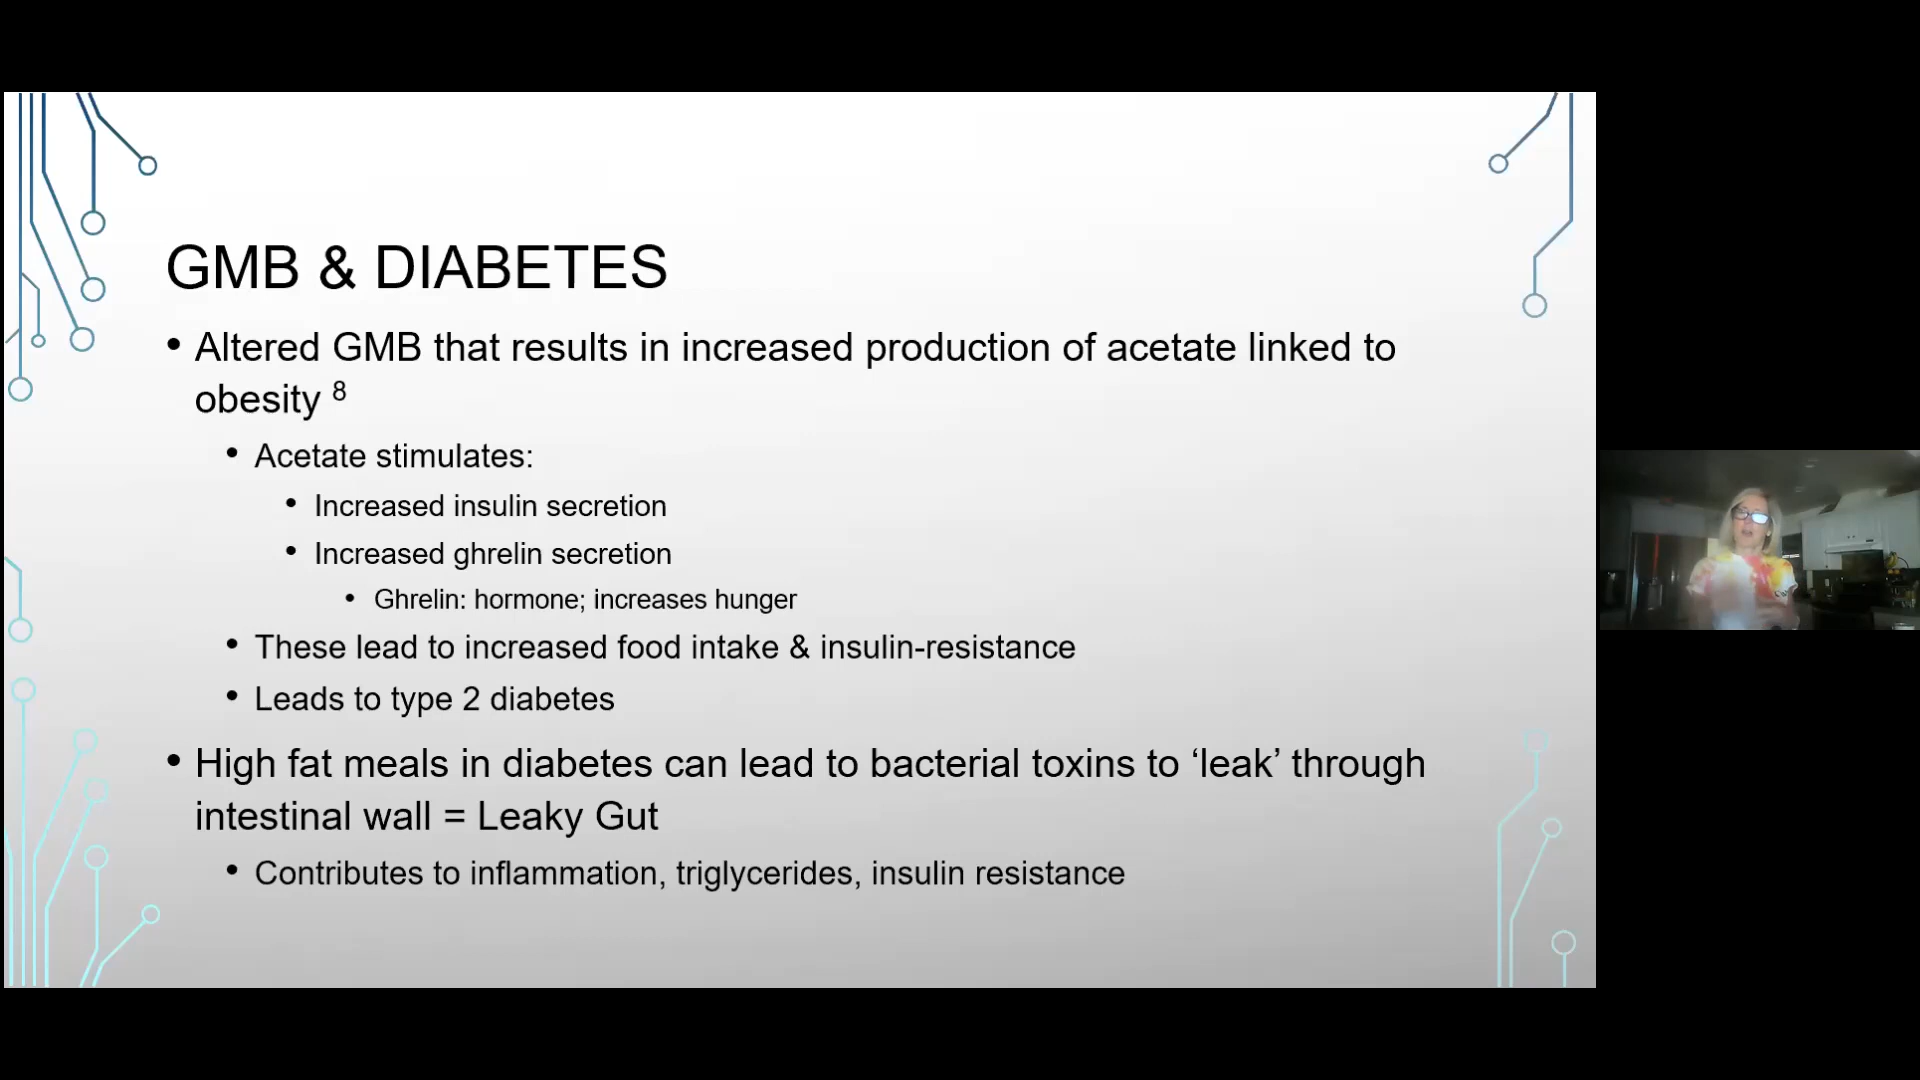 GMB & DIABETES
• Altered GMB that results in increased production of acetate linked to
obesity 8
• Acetate stimulates:
• Increased insulin secretion
• Increased ghrelin secretion
• Ghrelin: hormone; increases hunger
• These lead to increased food intake & insulin-resistance
• Leads to type 2 diabetes
• High fat meals in diabetes can lead to bacterial toxins to ‘leak’ through
intestinal wall = Leaky Gut
• Contributes to inflammation, triglycerides, insulin resistance